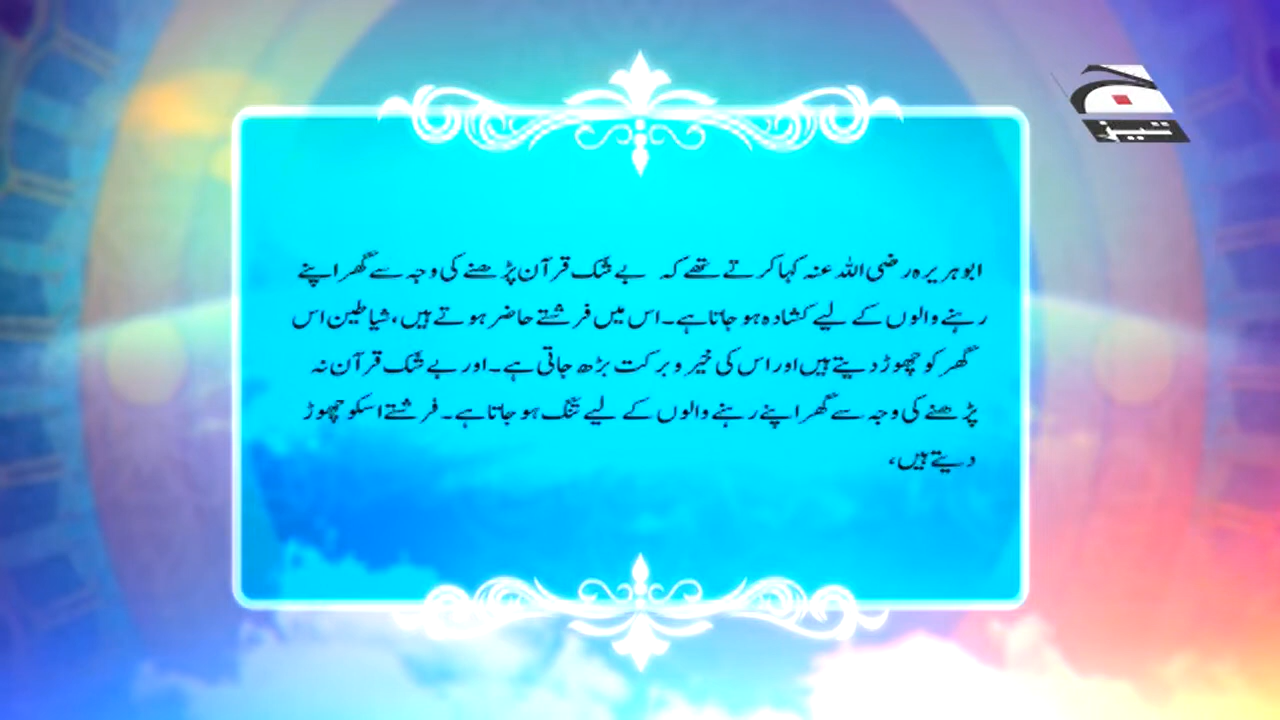 ابو ہریرہ رضی اللہ عنہ کہا کرتے تھے کہ بے شک قرآن پڑھنے کی وجہ سے گھر اپنے
رہنے والوں کے لیے کشادہ ہو جاتا ہے۔ اس میں فرشتے حاضر ہوتے ہیں، شیاطین اس
گھر کو چھوڑ دیتے ہیں اور اس کی خیر و برکت بڑھ جاتی ہے۔ اور بے شک قرآن نہ
پڑھنے کی وجہ سے گھر اپنے رہنے والوں کے لیے تنگ ہو جاتا ہے۔ فرشتے اسکو چھوڑ
دیتے ہیں،